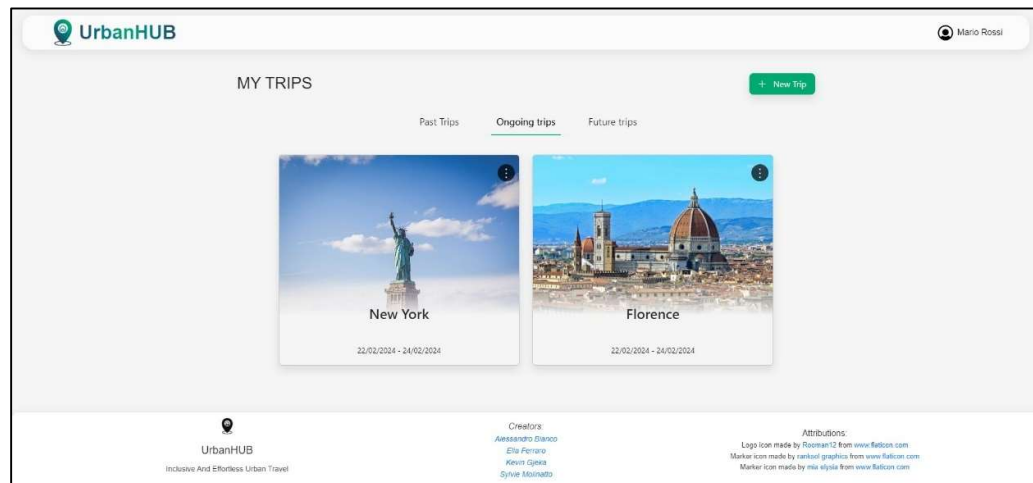 UrbanHUB
Mario Rossi
MY TRIPS
+ New Trip
Past Trips
Ongoing trips
Future trips
New York
22/02/2024 - 24/02/2024
Florence
22/02/2024 - 24/02/2024
UrbanHUB
Inclusive And Effortless Urban Travel
Creators:
Alessandro Bianco
Elia Ferraro
Kevin Gjeka
Sylvie Molinatto
Attributions:
Logo icon made by Rooman12 from www.flaticon.com
Marker icon made by ranksol graphics from www.flaticon.com
Marker icon made by mia elysia from www.flaticon.com